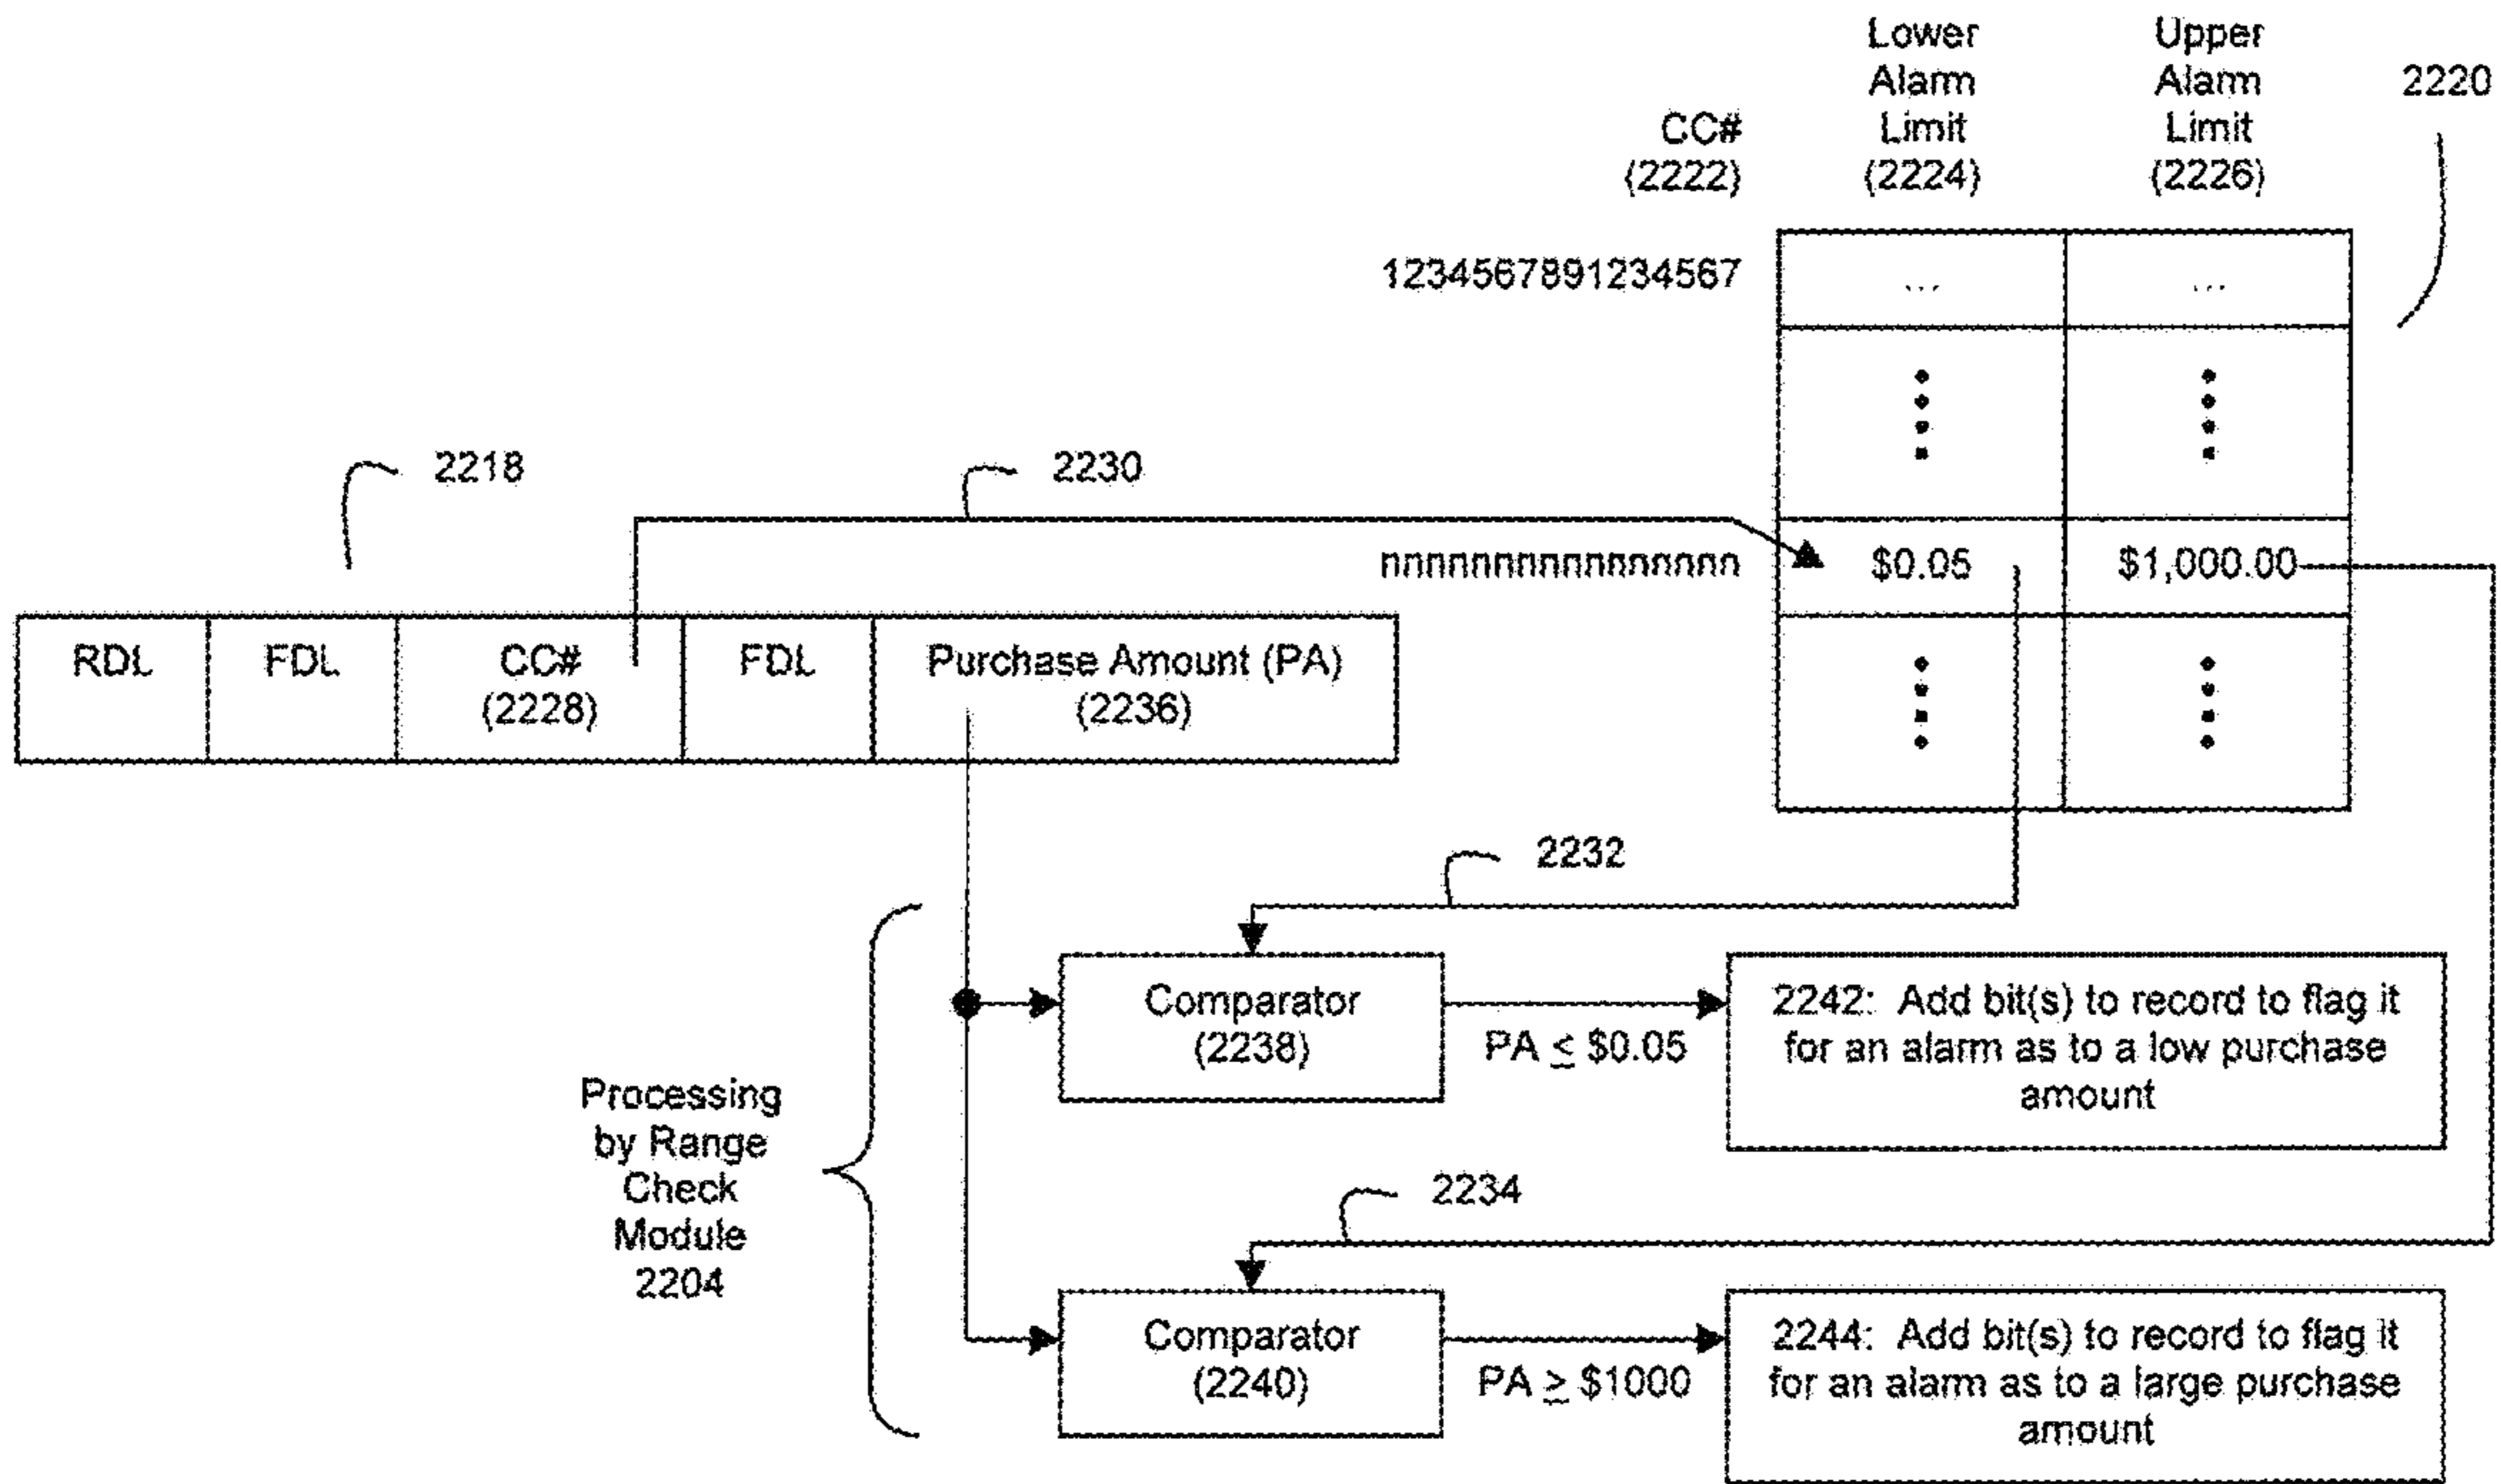 Lower
Alarm
Limit
(2224)
Upper
Alarm
Limit
(2226)
2220
CC#
(2222)
1234567891234567
...
...
2218
2230
nnnnnnnnnnnnnnnn
$0.05
$1,000.00
RDL
FDL
CC#
(2228)
FDL
Purchase Amount (PA)
(2236)
2232
Comparator
(2238)
PA ≤ $0.05
2242: Add bit(s) to record to flag it
for an alarm as to a low purchase
amount
Processing
by Range
Check
Module
2204
2234
Comparator
(2240)
PA ≥ $1000
2244: Add bit(s) to record to flag it
for an alarm as to a large purchase
amount